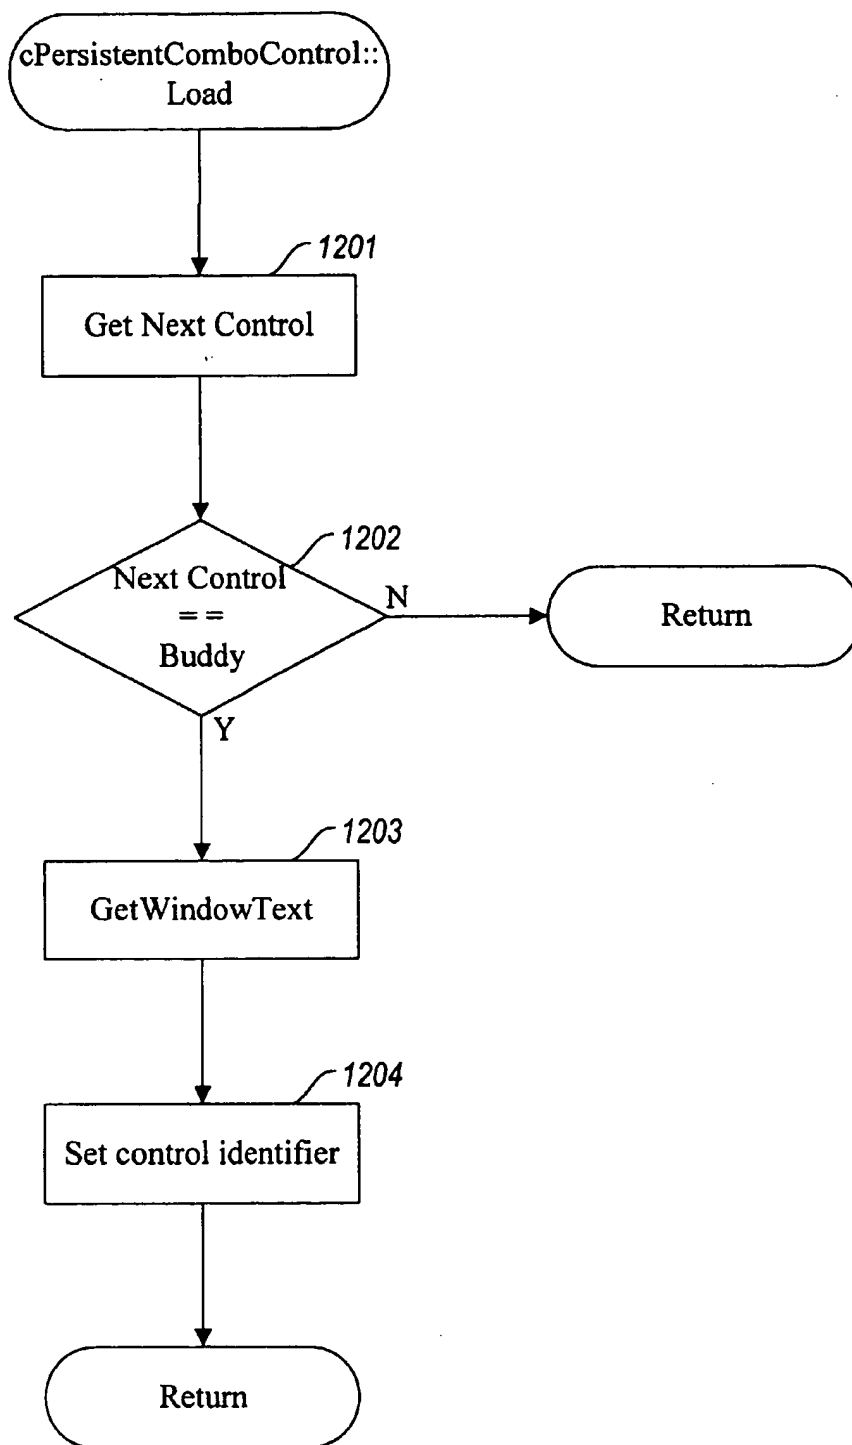 cPersistentComboControl::
Load
1201
Get Next Control
1202
Next Control
==
Buddy
N
Return
Y
1203
GetWindowText
1204
Set control identifier
Return